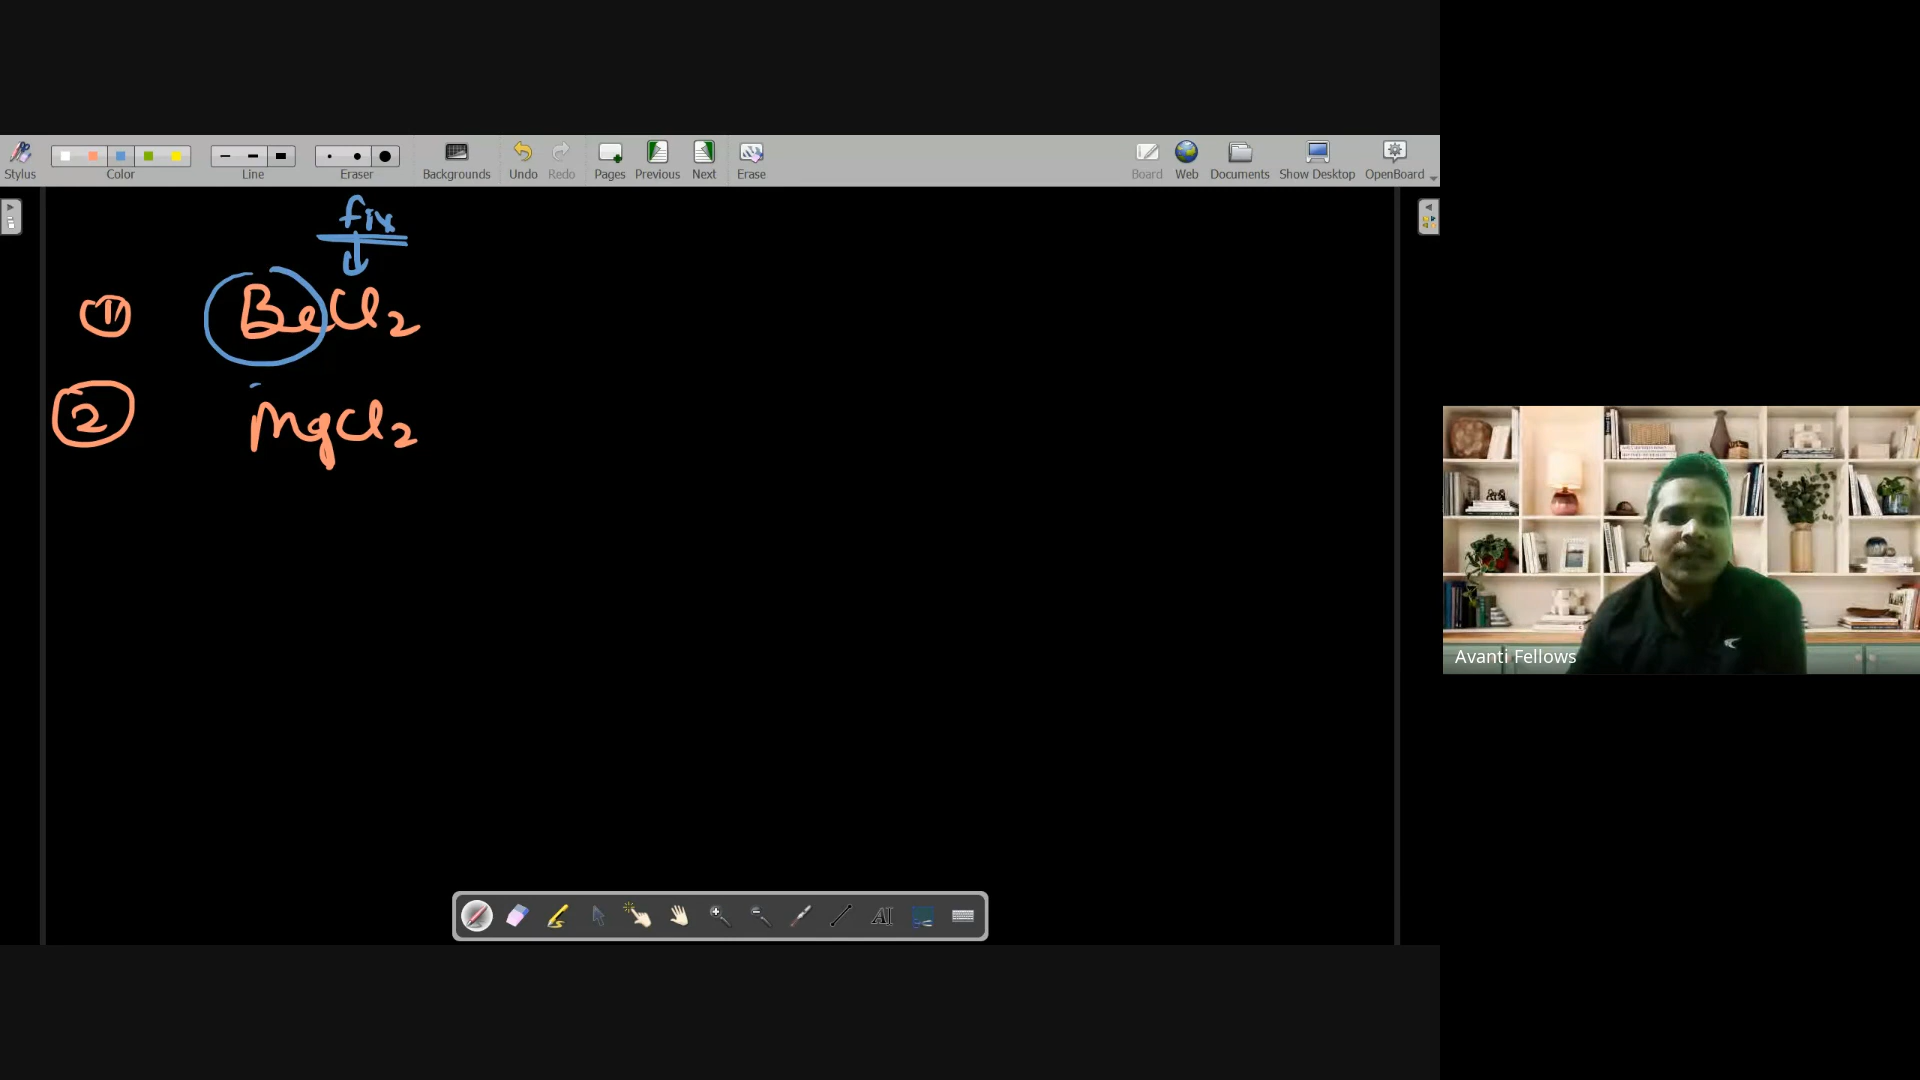 Stylus Color Line Eraser Backgrounds Undo Redo Pages Previous Next Erase Board Web Documents Show Desktop OpenBoard
fix
① BeCl2
② MgCl2
AI
Avanti Fellows